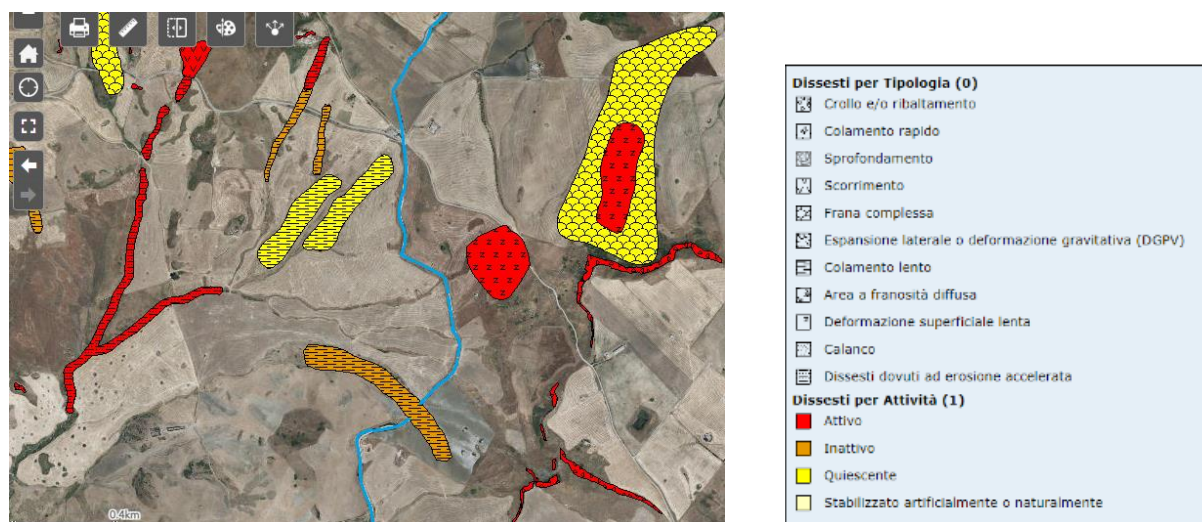 0.4km
Dissesti per Tipologia (0)
Crollo e/o ribaltamento
Colamento rapido
Sprofondamento
Scorrimento
Frana complessa
Espansione laterale o deformazione gravitativa (DGPV)
Colamento lento
Area a franosità diffusa
Deformazione superficiale lenta
Calanco
Dissesti dovuti ad erosione accelerata
Dissesti per Attività (1)
Attivo
Inattivo
Quiescente
Stabilizzato artificialmente o naturalmente